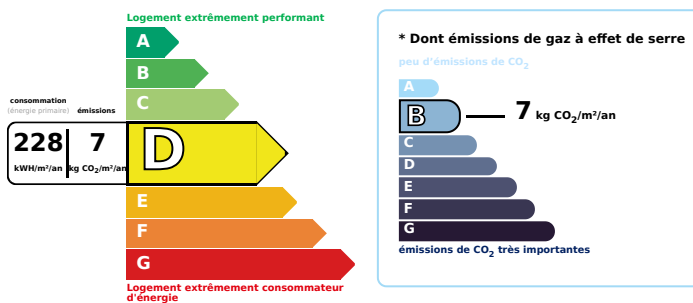 Logement extrêmement performant
A
B
C
consommation
(énergie primaire)
émissions
228
7
kWH/m²/an
kg CO₂/m²/an
D
E
F
G
Logement extrêmement consommateur
d'énergie
* Dont émissions de gaz à effet de serre
peu d'émissions de CO₂
A
B
7 kg CO₂/m²/an
C
D
E
F
G
émissions de CO₂ très importantes